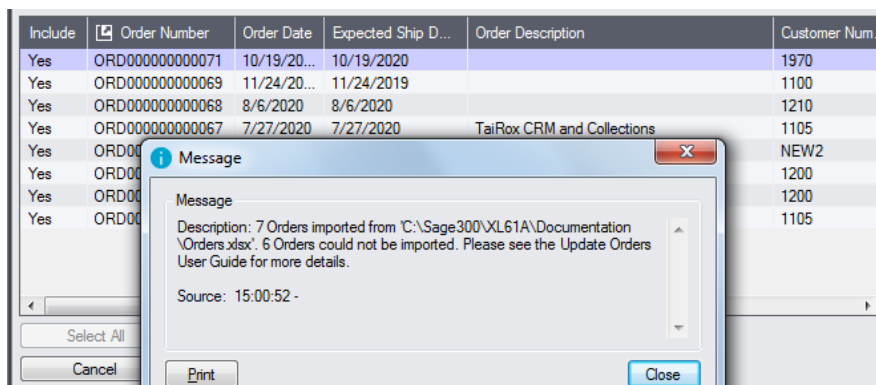 Include Order Number Order Date Expected Ship D... Order Description Customer Num.
Yes ORD000000000071 10/19/20... 10/19/2020 1970
Yes ORD000000000069 11/24/20... 11/24/2019 1100
Yes ORD000000000068 8/6/2020 8/6/2020 1210
Yes ORD000000000067 7/27/2020 7/27/2020 TaiRox CRM and Collections 1105
Yes ORD00 NEW2
Yes ORD00 1200
Yes ORD00 1200
Yes ORD00 1105
Message
Message
Description: 7 Orders imported from 'C:\Sage300\XL61A\Documentation
\Orders.xlsx'. 6 Orders could not be imported. Please see the Update Orders
User Guide for more details.
Source: 15:00:52 -
Select All
Cancel Print Close